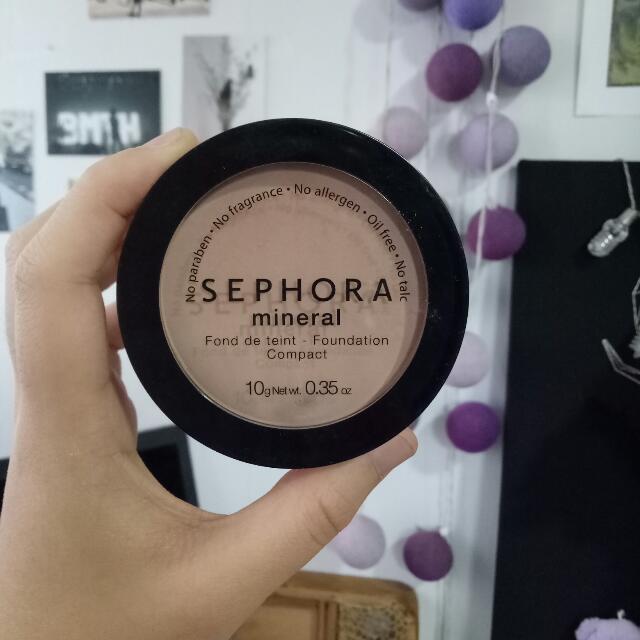 No paraben • No fragrance • No allergen • Oil free • No talc
SEPHORA
mineral
Fond de teint - Foundation
Compact
10g Net wt. 0.35 oz